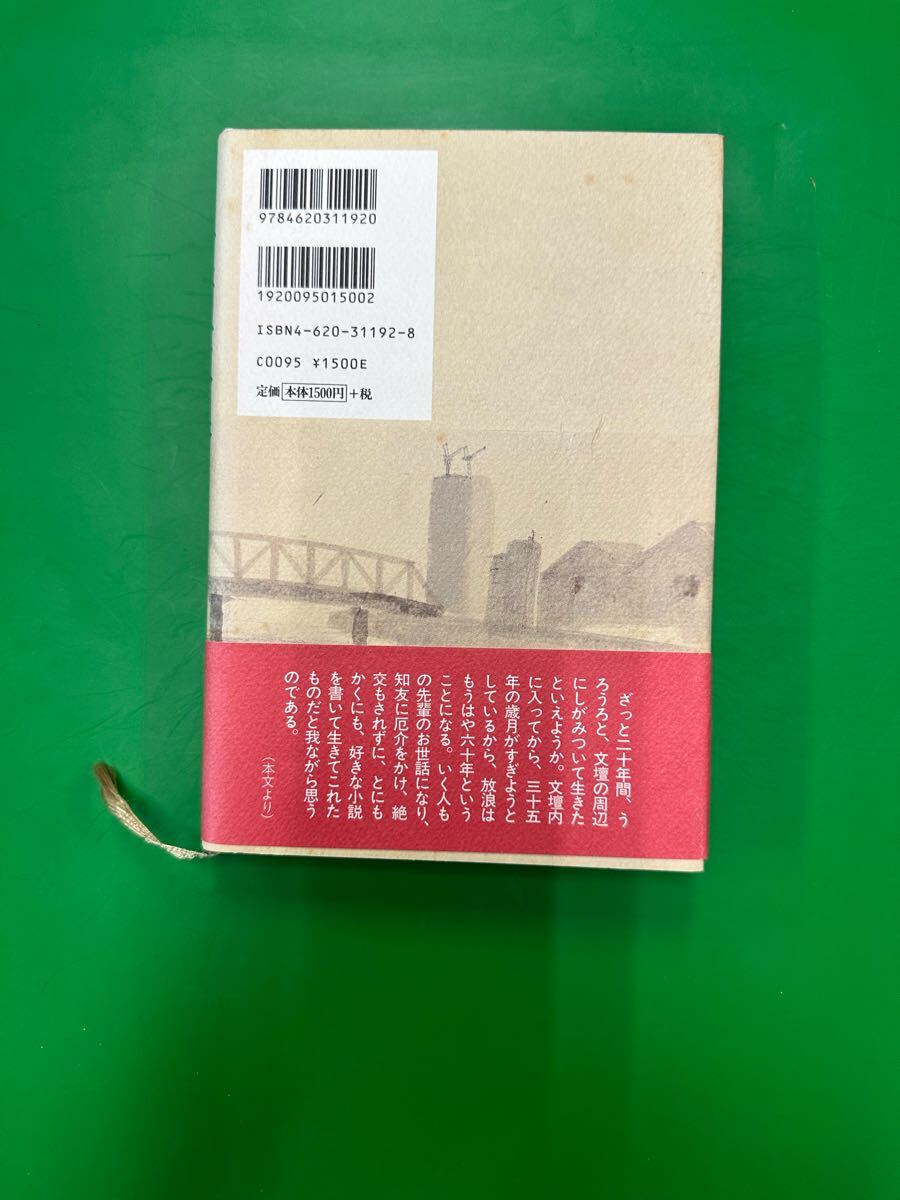 9784620311920
1920095015002
ISBN4-620-31192-8
C0095 ¥1500E
定価 本体1500円 +税
ざっと二十年間、う
ろうろと、文壇の周辺
にしがみついて生きた
といえようか。文壇内
に入ってから、三十五
年の歳月がすぎようと
しているから、放浪は
もうはや六十年という
ことになる。いく人も
の先輩のお世話になり、
知友に厄介をかけ、絶
交もされずに、とにも
かくにも、好きな小説
を書いて生きてこれた
ものだと我ながら思う
のである。
(本文より)